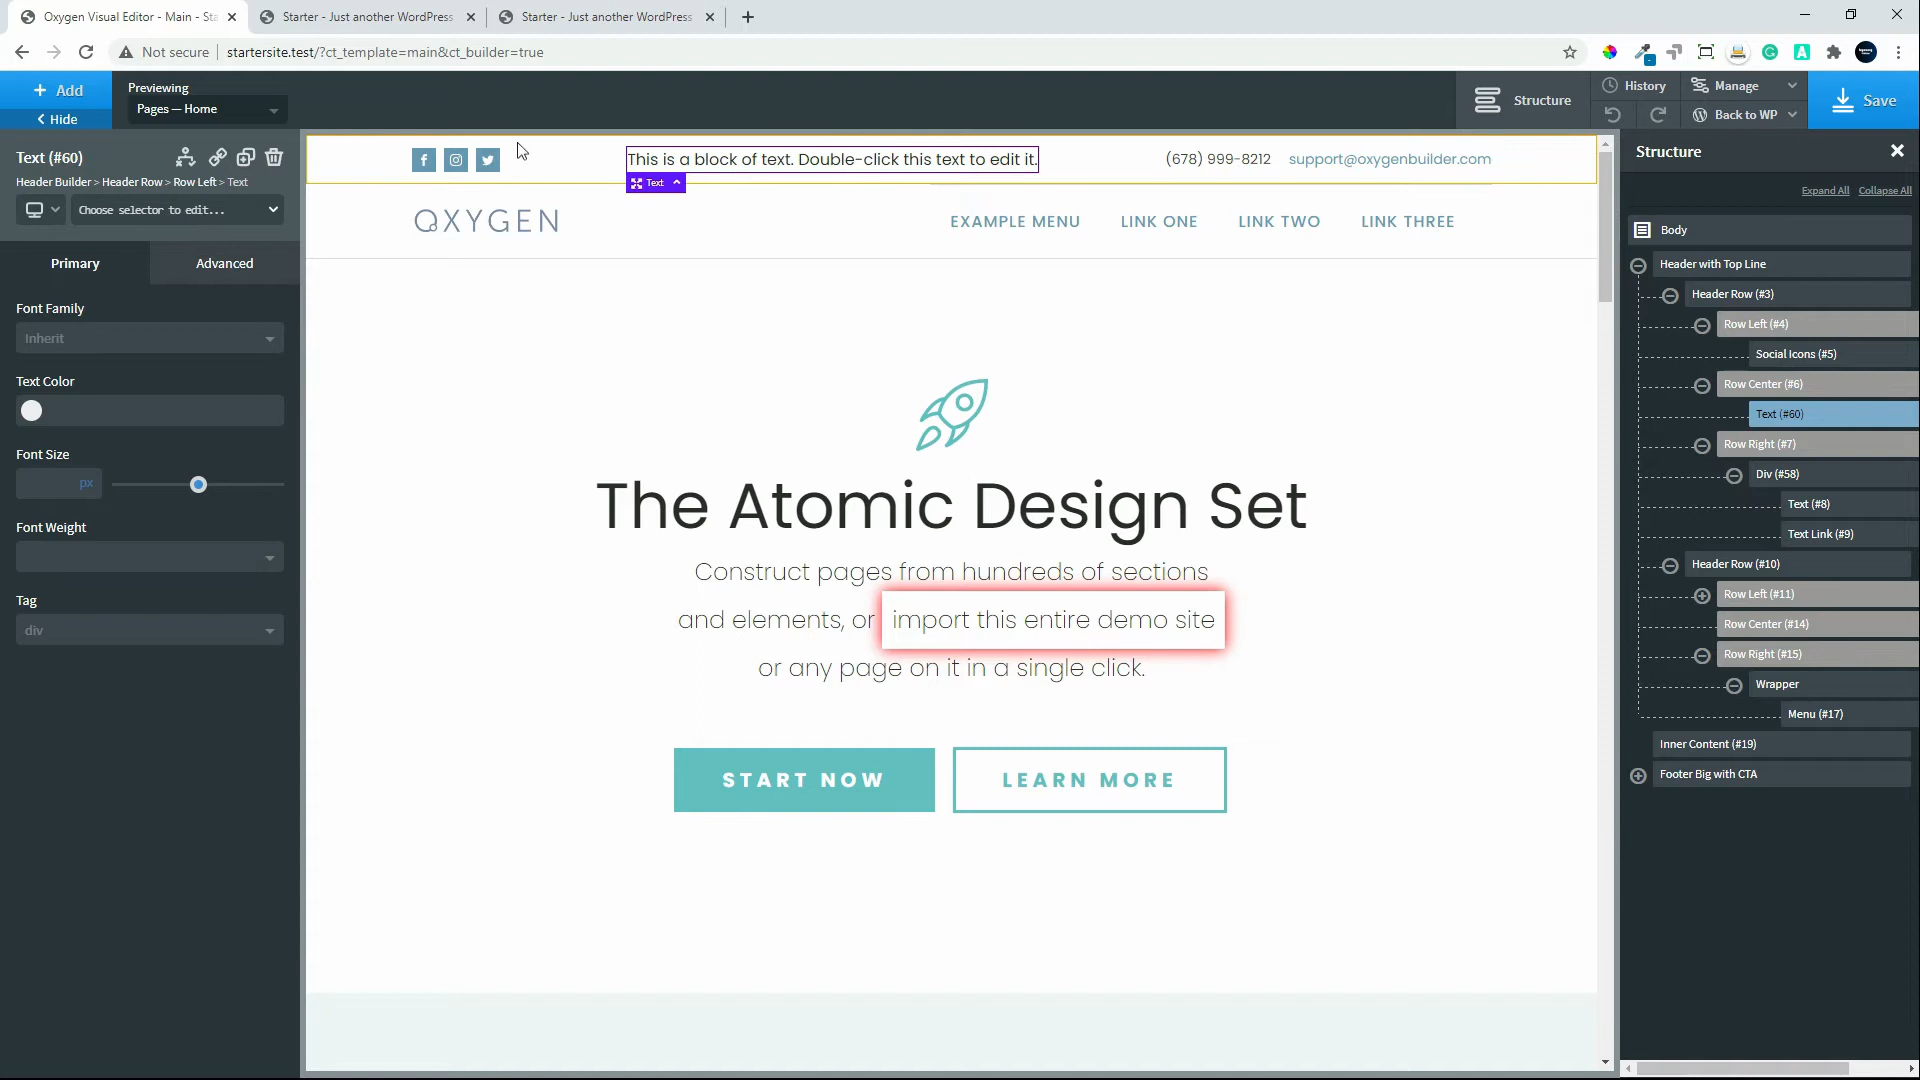 Oxygen Visual Editor - Main - Sta
Starter - Just another WordPress
Starter - Just another WordPress
Not secure
startersite.test/?ct_template=main&ct_builder=true
Add
Hide
Previewing
Pages — Home
Structure
History
Manage
Back to WP
Save
Text (#60)
Header Builder > Header Row > Row Left > Text
Choose selector to edit...
Primary
Advanced
Font Family
Inherit
Text Color
Font Size
px
Font Weight
Tag
div
This is a block of text. Double-click this text to edit it.
Text
(678) 999-8212
support@oxygenbuilder.com
OXYGEN
EXAMPLE MENU
LINK ONE
LINK TWO
LINK THREE
The Atomic Design Set
Construct pages from hundreds of sections
and elements, or import this entire demo site
or any page on it in a single click.
START NOW
LEARN MORE
Structure
Expand All
Collapse All
Body
Header with Top Line
Header Row (#3)
Row Left (#4)
Social Icons (#5)
Row Center (#6)
Text (#60)
Row Right (#7)
Div (#58)
Text (#8)
Text Link (#9)
Header Row (#10)
Row Left (#11)
Row Center (#14)
Row Right (#15)
Wrapper
Menu (#17)
Inner Content (#19)
Footer Big with CTA